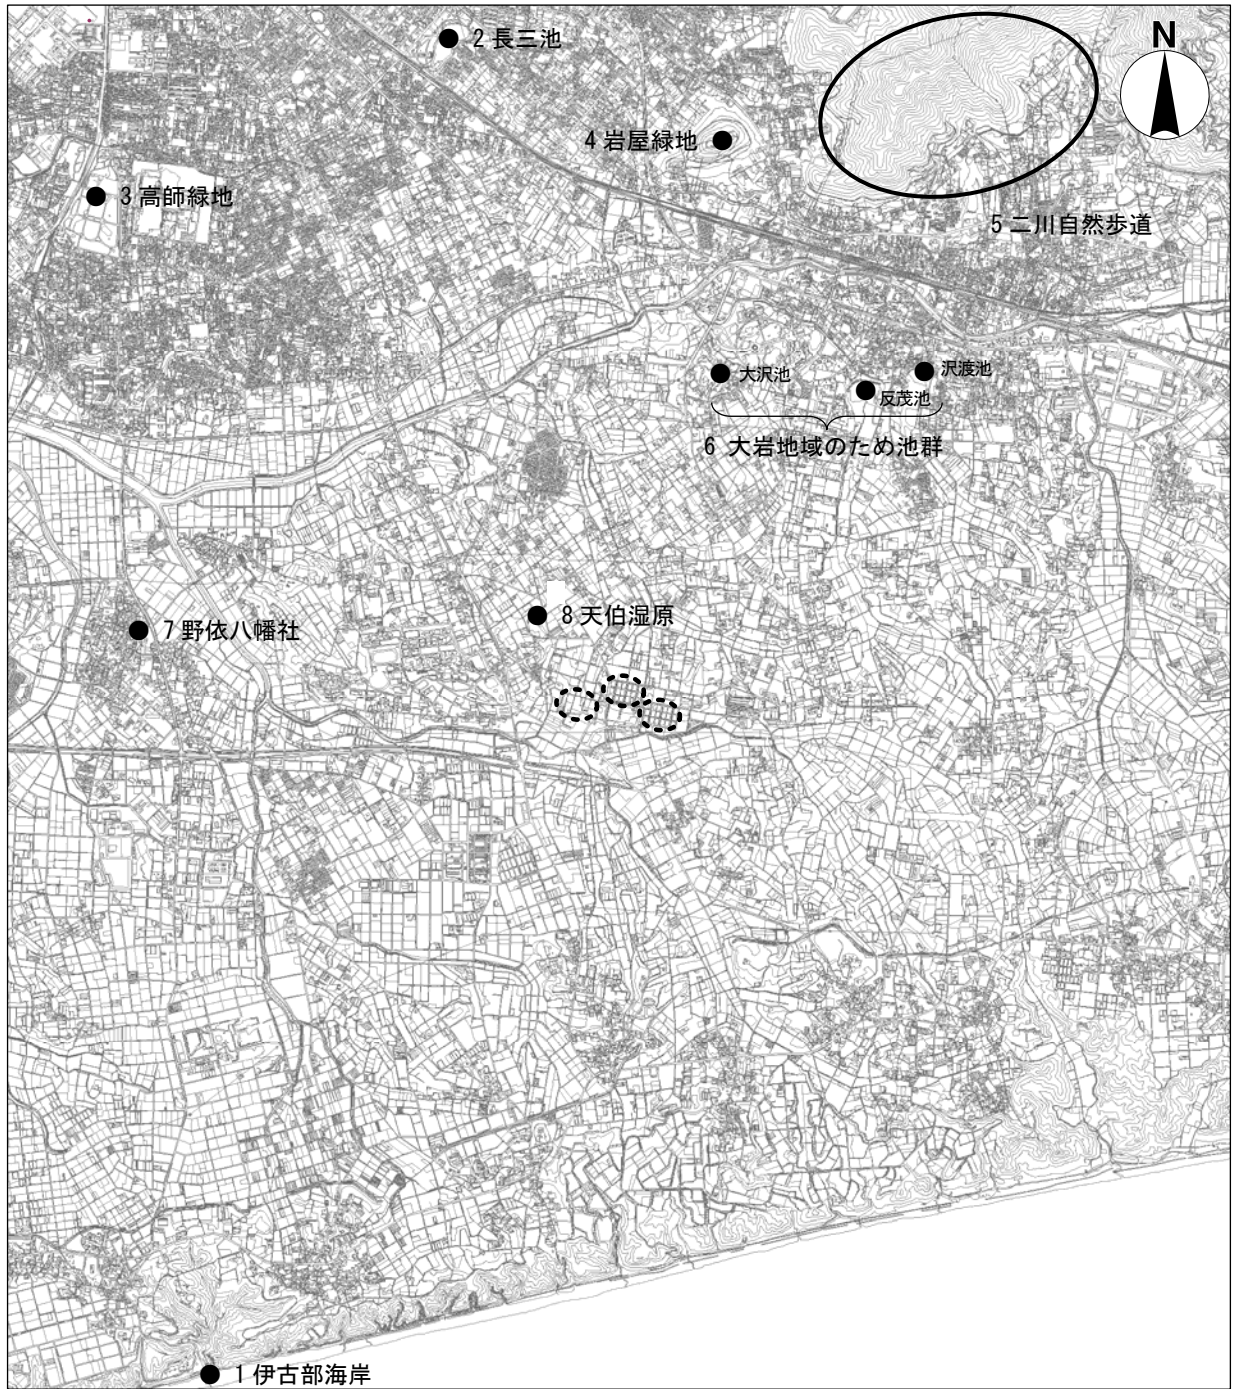 2 長三池
N
4 岩屋緑地
3 高師緑地
5 二川自然歩道
大沢池
沢渡池
反茂池
6 大岩地域のため池群
8 天伯湿原
7 野依八幡社
1 伊古部海岸